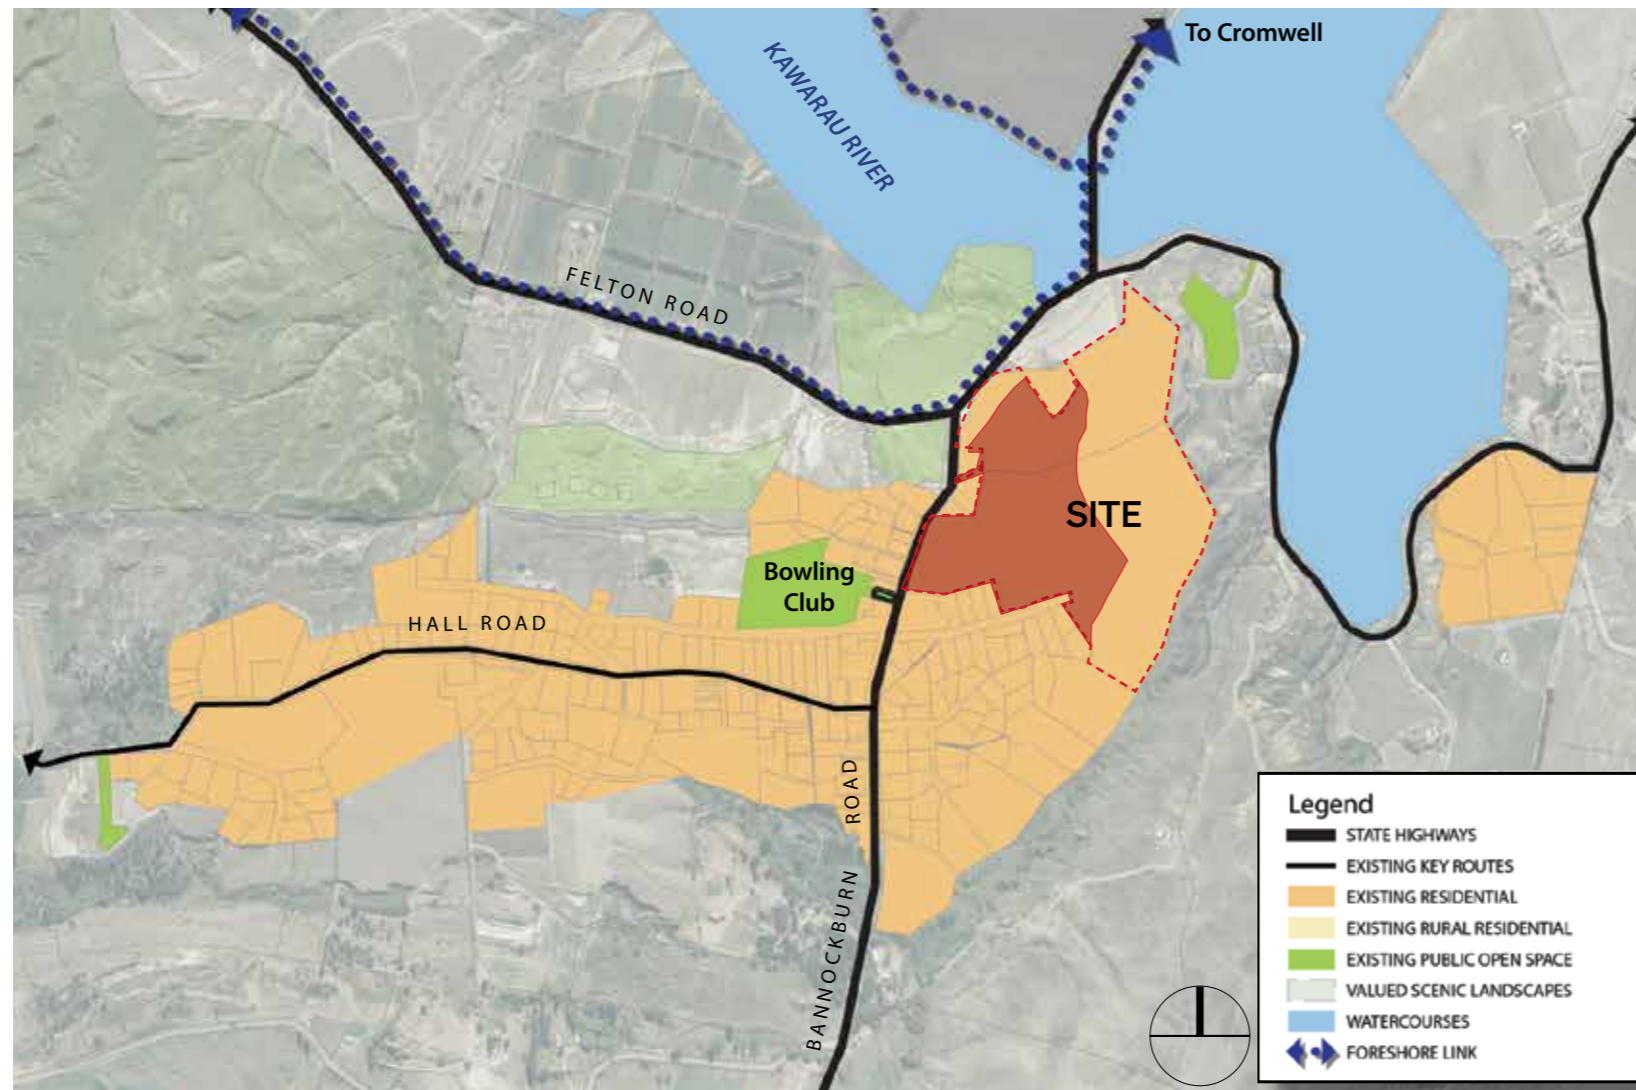 To Cromwell
KAWARAU RIVER
FELTON ROAD
SITE
Bowling
Club
HALL ROAD
BANNOCKBURN ROAD
Legend
STATE HIGHWAYS
EXISTING KEY ROUTES
EXISTING RESIDENTIAL
EXISTING RURAL RESIDENTIAL
EXISTING PUBLIC OPEN SPACE
VALUED SCENIC LANDSCAPES
WATERCOURSES
FORESHORE LINK